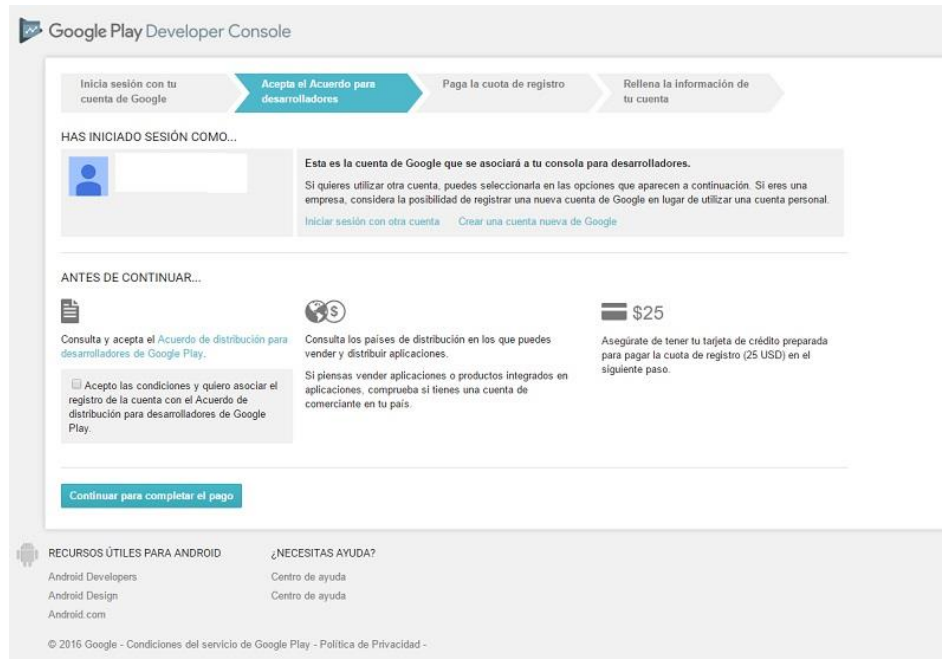 Google Play Developer Console
Inicia sesión con tu
cuenta de Google
Acepta el Acuerdo para
desarrolladores
Paga la cuota de registro
Rellena la información de
tu cuenta
HAS INICIADO SESIÓN COMO...
Esta es la cuenta de Google que se asociará a tu consola para desarrolladores.
Si quieres utilizar otra cuenta, puedes seleccionarla en las opciones que aparecen a continuación. Si eres una
empresa, considera la posibilidad de registrar una nueva cuenta de Google en lugar de utilizar una cuenta personal.
Iniciar sesión con otra cuenta Crear una cuenta nueva de Google
ANTES DE CONTINUAR...
Consulta y acepta el Acuerdo de distribución para
desarrolladores de Google Play.
Acepto las condiciones y quiero asociar el
registro de la cuenta con el Acuerdo de
distribución para desarrolladores de Google
Play.
$
Consulta los países de distribución en los que puedes
vender y distribuir aplicaciones.
Si piensas vender aplicaciones o productos integrados en
aplicaciones, comprueba si tienes una cuenta de
comerciante en tu país.
$25
Asegúrate de tener tu tarjeta de crédito preparada
para pagar la cuota de registro (25 USD) en el
siguiente paso.
Continuar para completar el pago
RECURSOS ÚTILES PARA ANDROID
Android Developers
Android Design
Android.com
¿NECESITAS AYUDA?
Centro de ayuda
Centro de ayuda
© 2016 Google - Condiciones del servicio de Google Play - Política de Privacidad -